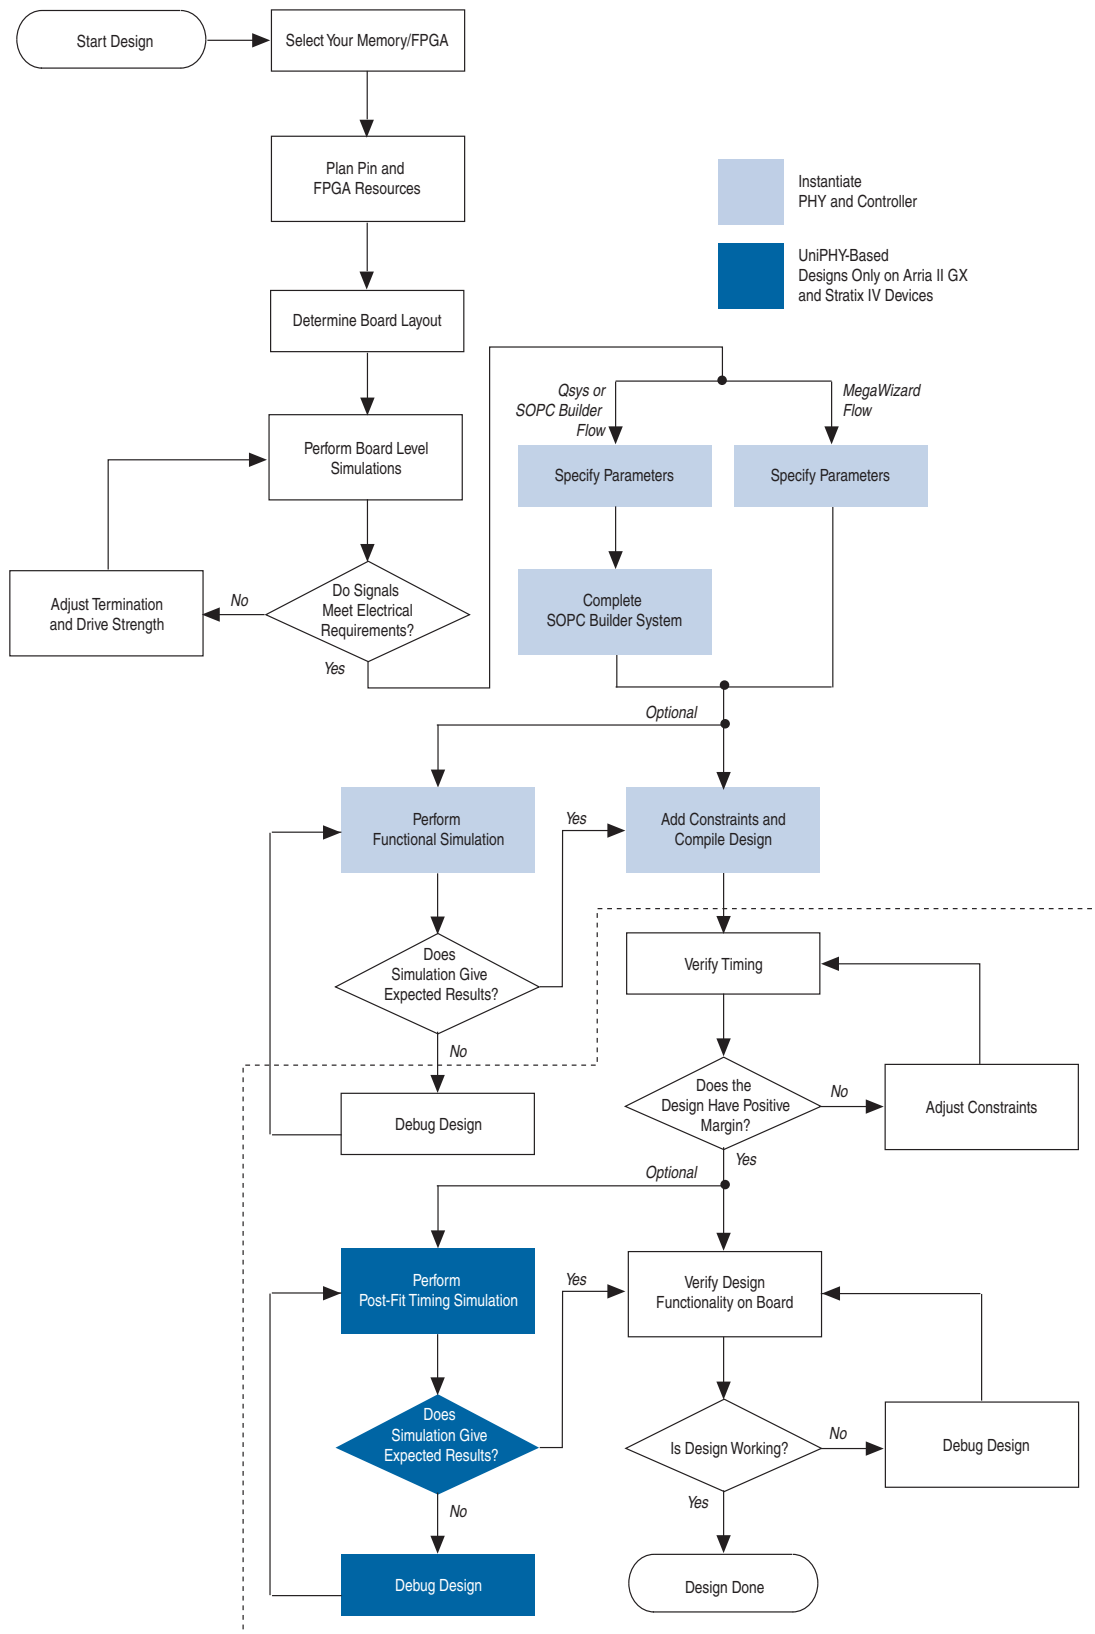 Start Design
Select Your Memory/FPGA
Plan Pin and
FPGA Resources
Instantiate
PHY and Controller
UniPHY-Based
Designs Only on Arria II GX
and Stratix IV Devices
Determine Board Layout
Qsys or
SOPC Builder
Flow
MegaWizard
Flow
Perform Board Level
Simulations
Specify Parameters
Specify Parameters
Do Signals
Meet Electrical
Requirements?
No
Adjust Termination
and Drive Strength
Yes
Complete
SOPC Builder System
Optional
Perform
Functional Simulation
Yes
Add Constraints and
Compile Design
Does
Simulation Give
Expected Results?
No
Verify Timing
Debug Design
Does the
Design Have Positive
Margin?
No
Adjust Constraints
Yes
Optional
Perform
Post-Fit Timing Simulation
Yes
Verify Design
Functionality on Board
Does
Simulation Give
Expected Results?
No
Is Design Working?
No
Debug Design
Yes
Debug Design
Design Done